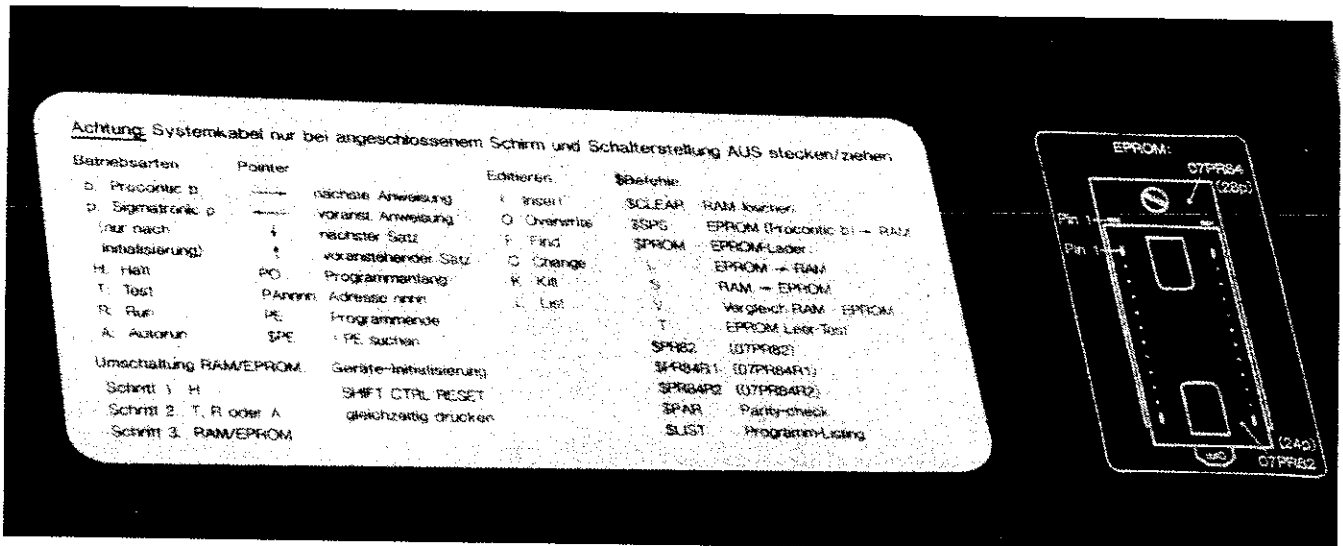 Achtung: Systemkabel nur bei angeschlossenem Schirm und Schalterstellung AUS stecken/ziehen
Betriebsarten
b: Procontic b
p: Sigmatronic p
(nur nach
Initialisierung)
H: Halt
T: Test
R: Run
A: Autorun
Pointer
→ nächste Anweisung
← voranst. Anweisung
↓ nächster Satz
↑ voranstehender Satz
PO Programmanfang
PAnnnn Adresse nnnn
PE Programmende
$PE PE suchen
Editieren:
I Insert
O Overwrite
F Find
C Change
K Kill
L List
$Befehle:
$CLEAR RAM löschen
$SPS EPROM (Procontic b) → RAM
$PROM EPROM-Lader
L EPROM → RAM
S RAM → EPROM
V Vergleich RAM - EPROM
T EPROM Leer-Test
$PR82 (07PR82)
$PR84R1 (07PR84R1)
$PR84R2 (07PR84R2)
$PAR Parity-check
$LIST Programm-Listing
Umschaltung RAM/EPROM
Schritt 1: H
Schritt 2: T, R oder A
Schritt 3: RAM/EPROM
Geräte-Initialisierung
SHIFT CTRL RESET
gleichzeitig drücken
EPROM:
07PR84
(28p)
Pin 1
Pin 1
(24p)
07PR82